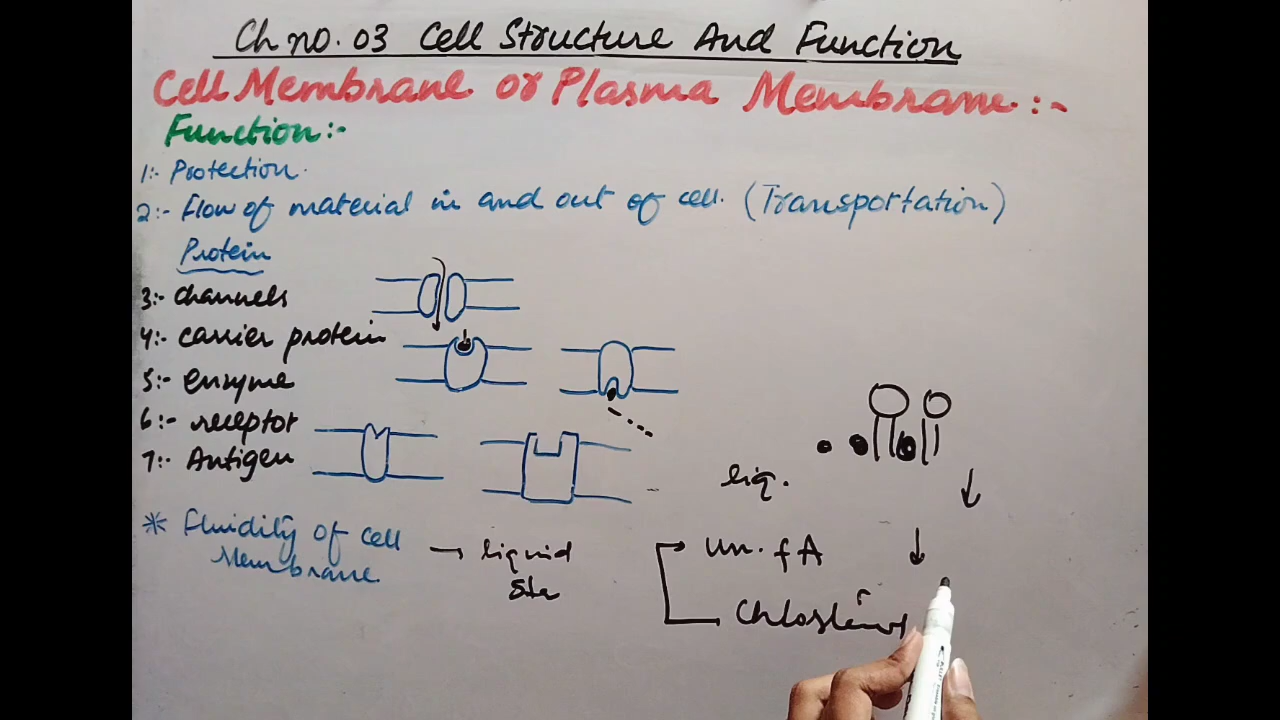 Ch no. 03 Cell Structure And Function
Cell Membrane or Plasma Membrane :-
Function:-
1:- Protection.
2:- Flow of material in and out of cell. (Transportation)
Protein
3:- channels
4:- carrier protein
5:- enzyme
6:- receptor
7:- Antigen
liq.
* Fluidity of cell
Membrane
liquid
Sta
un. fA